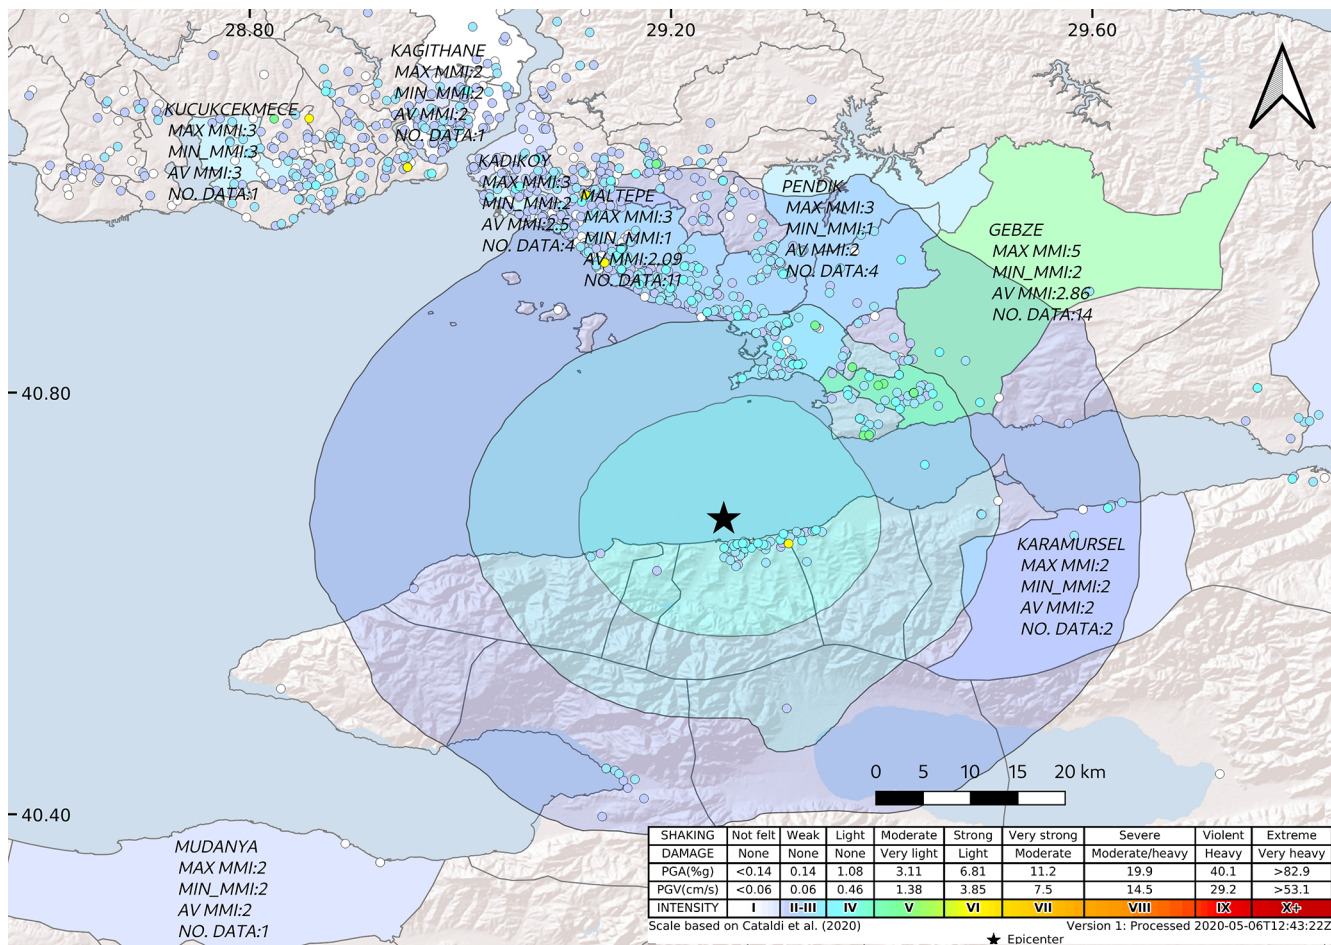 28.80
29.20
29.60
N
KAGITHANE
MAX MMI:2
MIN_MMI:2
AV MMI:2
NO. DATA:1
KUCUKCEKMECE
MAX MMI:3
MIN_MMI:3
AV MMI:3
NO. DATA:1
KADIKOY
MAX MMI:3
MIN_MMI:2
AV MMI:2.5
NO. DATA:4
MALTEPE
MAX MMI:3
MIN_MMI:1
AV MMI:2.09
NO. DATA:11
PENDIK
MAX MMI:3
MIN_MMI:1
AV MMI:2
NO. DATA:4
GEBZE
MAX MMI:5
MIN_MMI:2
AV MMI:2.86
NO. DATA:14
40.80
KARAMURSEL
MAX MMI:2
MIN_MMI:2
AV MMI:2
NO. DATA:2
0 5 10 15 20 km
40.40
MUDANYA
MAX MMI:2
MIN_MMI:2
AV MMI:2
NO. DATA:1
SHAKING Not felt Weak Light Moderate Strong Very strong Severe Violent Extreme
DAMAGE None None None Very light Light Moderate Moderate/heavy Heavy Very heavy
PGA(%g) <0.14 0.14 1.08 3.11 6.81 11.2 19.9 40.1 >82.9
PGV(cm/s) <0.06 0.06 0.46 1.38 3.85 7.5 14.5 29.2 >53.1
INTENSITY I II-III IV V VI VII VIII IX X+
Scale based on Cataldi et al. (2020) Version 1: Processed 2020-05-06T12:43:22Z
Epicenter